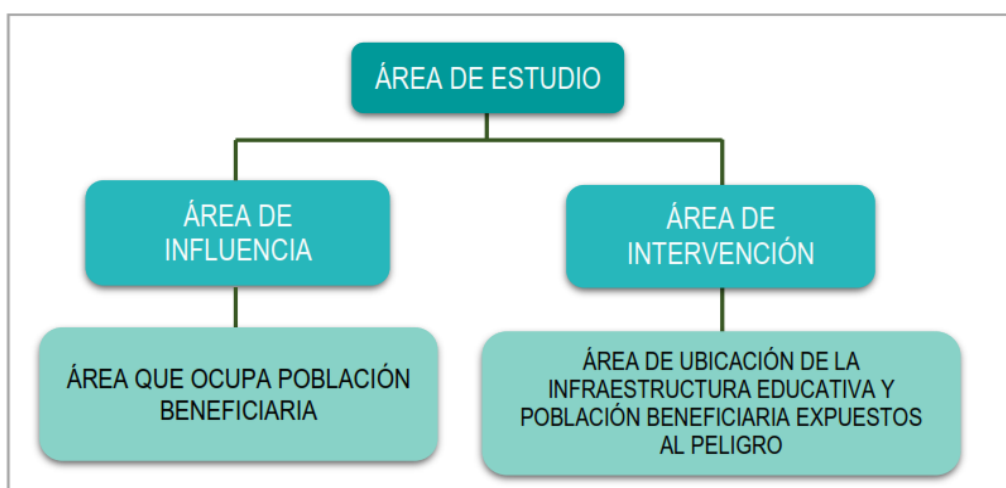 ÁREA DE ESTUDIO
ÁREA DE
INFLUENCIA
ÁREA DE
INTERVENCIÓN
ÁREA QUE OCUPA POBLACIÓN
BENEFICIARIA
ÁREA DE UBICACIÓN DE LA
INFRAESTRUCTURA EDUCATIVA Y
POBLACIÓN BENEFICIARIA EXPUESTOS
AL PELIGRO